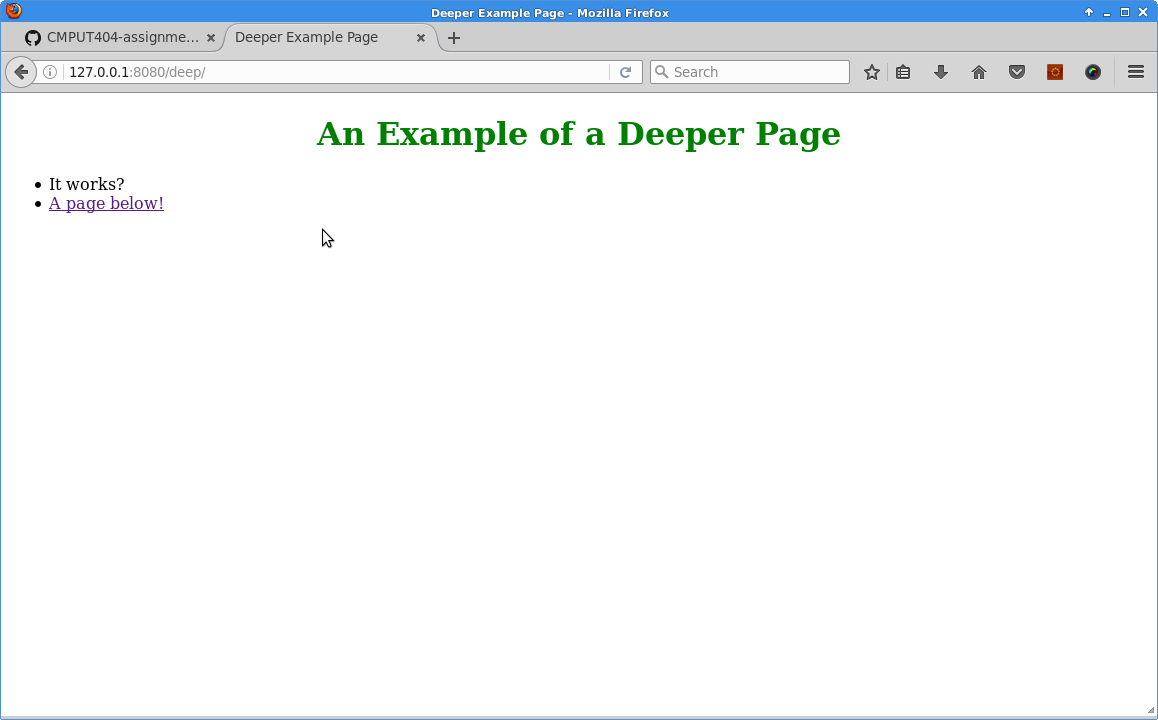 Deeper Example Page - Mozilla Firefox
CMPUT404-assignme... Deeper Example Page
127.0.0.1:8080/deep/ Search
An Example of a Deeper Page
It works?
A page below!